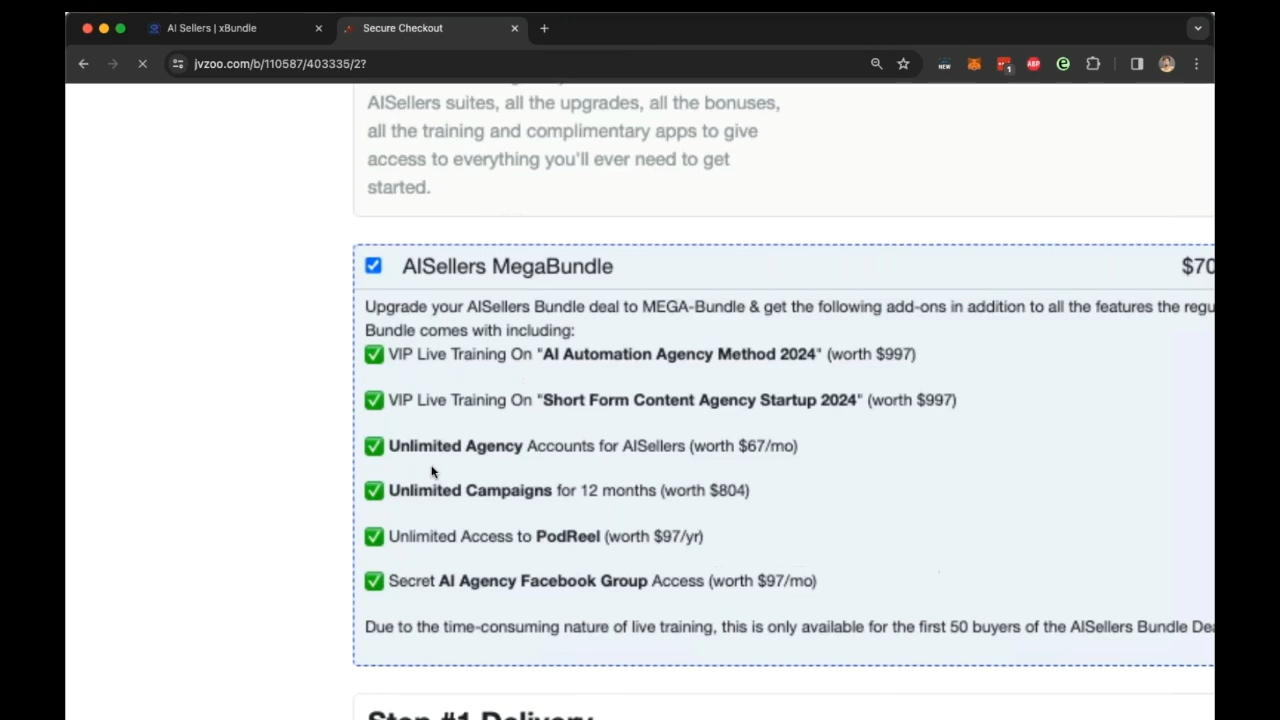 AI Sellers | xBundle
Secure Checkout
jvzoo.com/b/110587/403335/2?
NEW
1
ABP
AISellers suites, all the upgrades, all the bonuses,
all the training and complimentary apps to give
access to everything you'll ever need to get
started.
AISellers MegaBundle $70
Upgrade your AISellers Bundle deal to MEGA-Bundle & get the following add-ons in addition to all the features the regu
Bundle comes with including:
VIP Live Training On "AI Automation Agency Method 2024" (worth $997)
VIP Live Training On "Short Form Content Agency Startup 2024" (worth $997)
Unlimited Agency Accounts for AISellers (worth $67/mo)
Unlimited Campaigns for 12 months (worth $804)
Unlimited Access to PodReel (worth $97/yr)
Secret AI Agency Facebook Group Access (worth $97/mo)
Due to the time-consuming nature of live training, this is only available for the first 50 buyers of the AISellers Bundle De
Step #1 Delivery